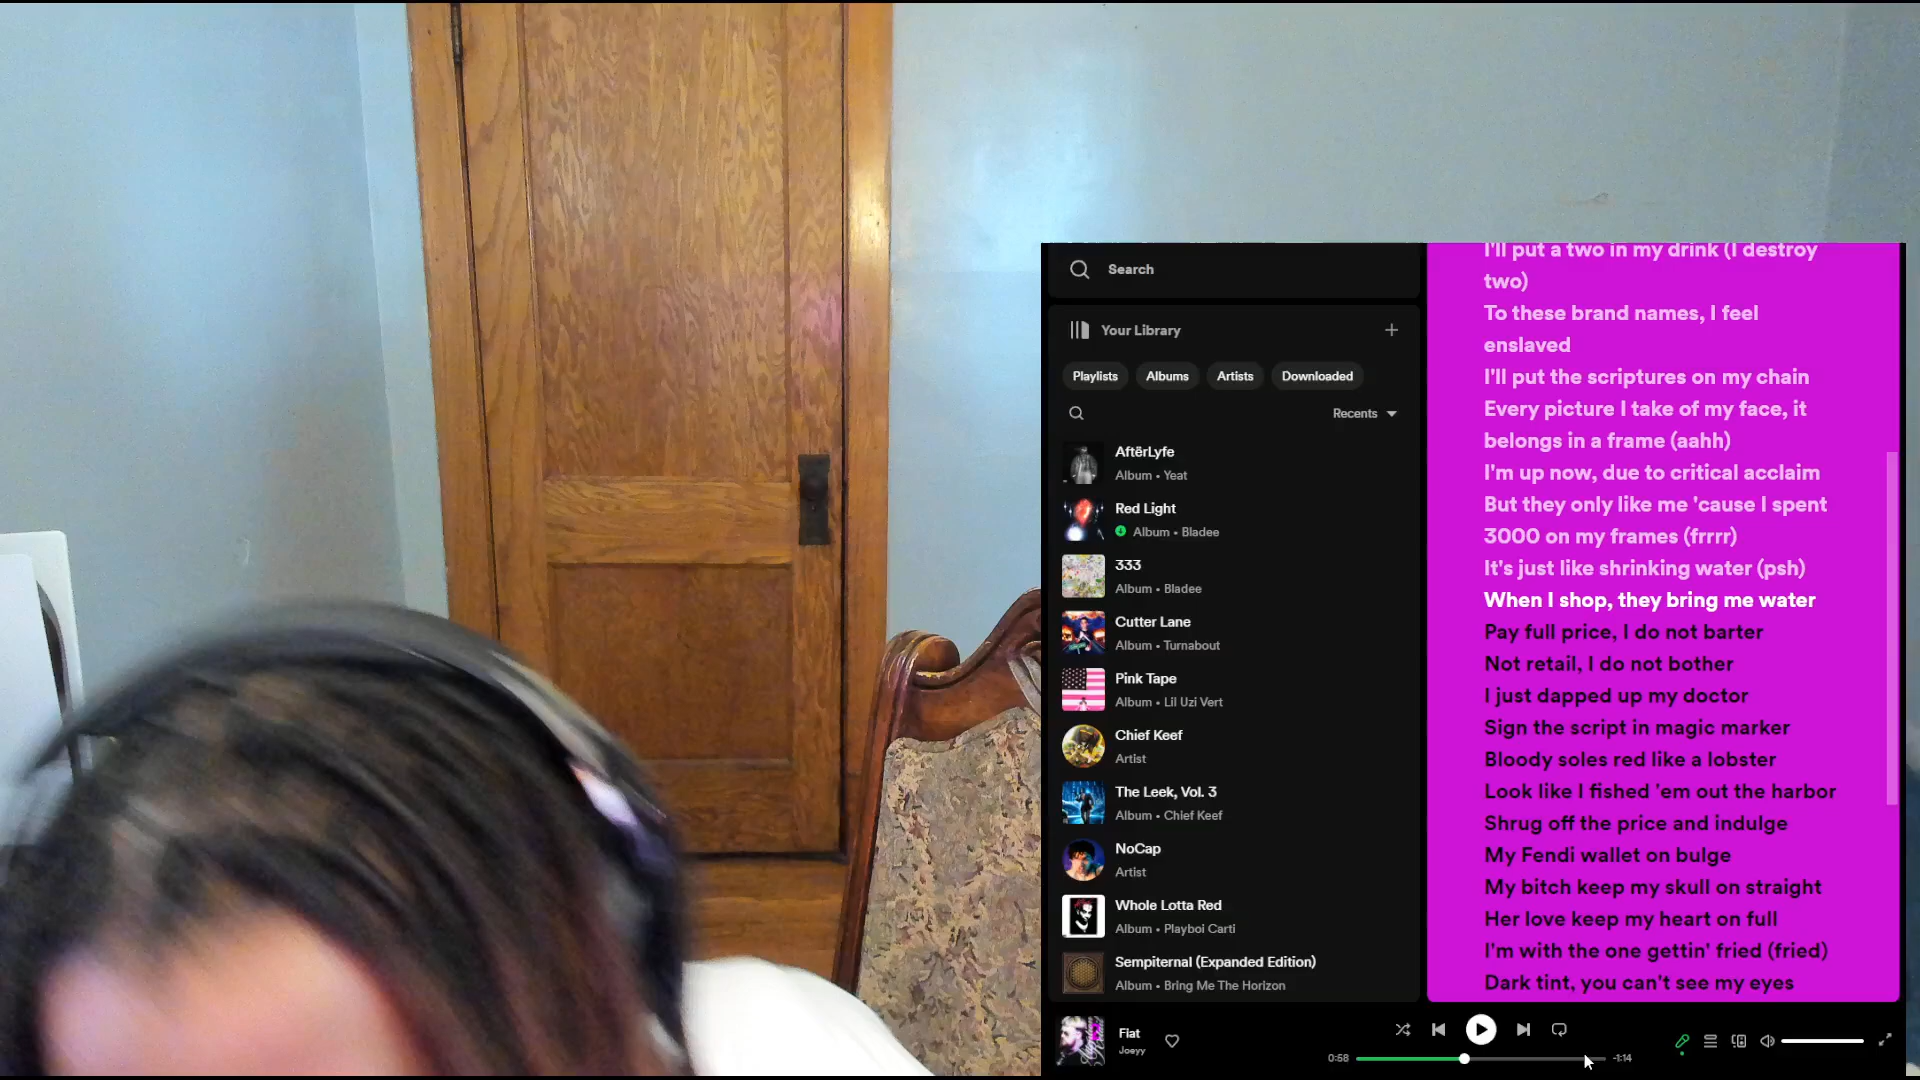 Search
Your Library
Playlists
Albums
Artists
Downloaded
Recents
AftërLyfe
Album • Yeat
Red Light
Album • Bladee
333
Album • Bladee
Cutter Lane
Album • Turnabout
Pink Tape
Album • Lil Uzi Vert
Chief Keef
Artist
The Leek, Vol. 3
Album • Chief Keef
NoCap
Artist
Whole Lotta Red
Album • Playboi Carti
Sempiternal (Expanded Edition)
Album • Bring Me The Horizon
I'll put a two in my drink (I destroy
two)
To these brand names, I feel
enslaved
I'll put the scriptures on my chain
Every picture I take of my face, it
belongs in a frame (aahh)
I'm up now, due to critical acclaim
But they only like me 'cause I spent
3000 on my frames (frrrr)
It's just like shrinking water (psh)
When I shop, they bring me water
Pay full price, I do not barter
Not retail, I do not bother
I just dapped up my doctor
Sign the script in magic marker
Bloody soles red like a lobster
Look like I fished 'em out the harbor
Shrug off the price and indulge
My Fendi wallet on bulge
My bitch keep my skull on straight
Her love keep my heart on full
I'm with the one gettin' fried (fried)
Dark tint, you can't see my eyes
Joeyy
0:58
-1:14